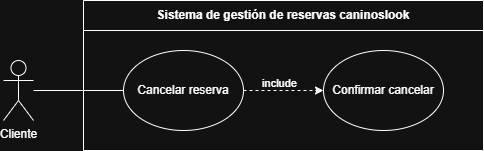 Sistema de gestión de reservas caninoslook
Cancelar reserva
include
Confirmar cancelar
Cliente